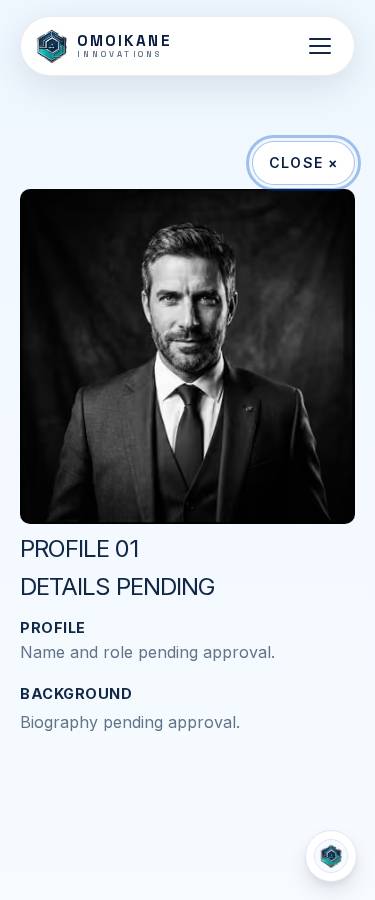 OMOIKANE
INNOVATIONS
CLOSE ×
PROFILE 01
DETAILS PENDING
PROFILE
Name and role pending approval.
BACKGROUND
Biography pending approval.